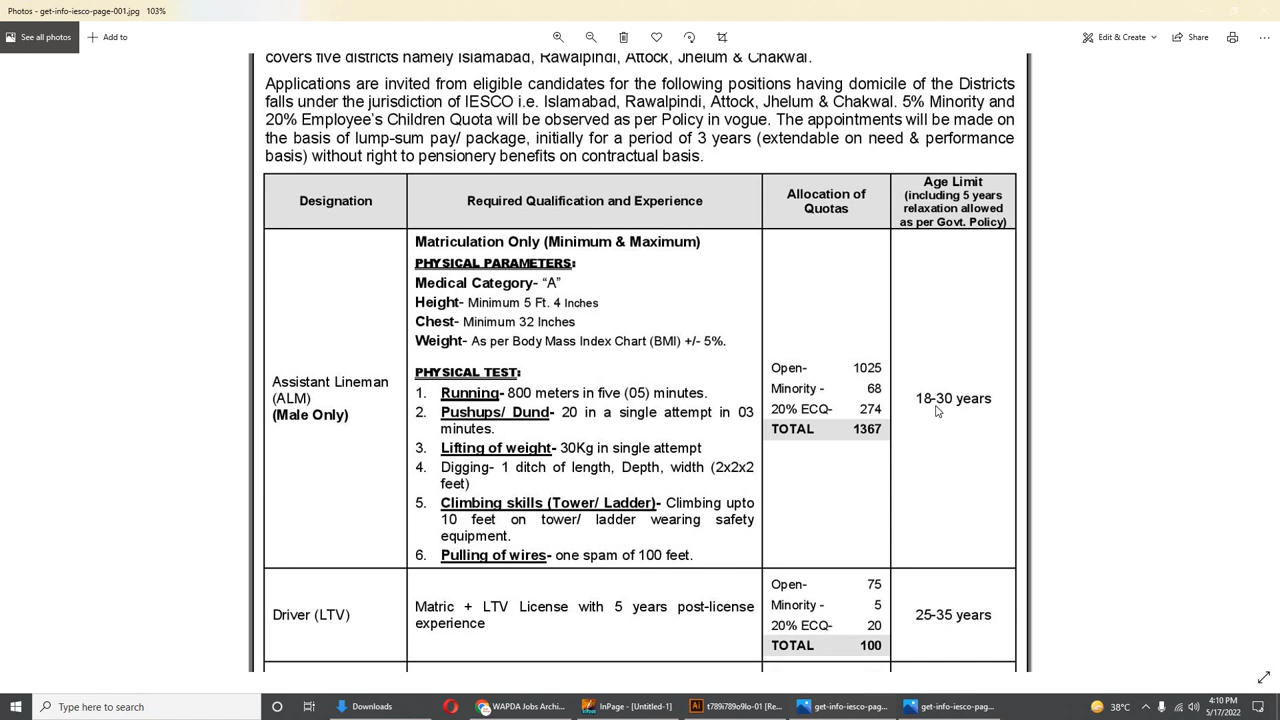 Photos - get-info-iesco-page-001.jpg 103%
See all photos
Add to
Edit & Create
Share
covers five districts namely Islamabad, Rawalpindi, Attock, Jhelum & Chakwal.
Applications are invited from eligible candidates for the following positions having domicile of the Districts
falls under the jurisdiction of IESCO i.e. Islamabad, Rawalpindi, Attock, Jhelum & Chakwal. 5% Minority and
20% Employee's Children Quota will be observed as per Policy in vogue. The appointments will be made on
the basis of lump-sum pay/ package, initially for a period of 3 years (extendable on need & performance
basis) without right to pensionery benefits on contractual basis.
Designation
Required Qualification and Experience
Allocation of
Quotas
Age Limit
(including 5 years
relaxation allowed
as per Govt. Policy)
Assistant Lineman
(ALM)
(Male Only)
Matriculation Only (Minimum & Maximum)
PHYSICAL PARAMETERS:
Medical Category- “A”
Height- Minimum 5 Ft. 4 Inches
Chest- Minimum 32 Inches
Weight- As per Body Mass Index Chart (BMI) +/- 5%.
PHYSICAL TEST:
1. Running- 800 meters in five (05) minutes.
2. Pushups/ Dund- 20 in a single attempt in 03
minutes.
3. Lifting of weight- 30Kg in single attempt
4. Digging- 1 ditch of length, Depth, width (2x2x2
feet)
5. Climbing skills (Tower/ Ladder)- Climbing upto
10 feet on tower/ ladder wearing safety
equipment.
6. Pulling of wires- one spam of 100 feet.
Open- 1025
Minority - 68
20% ECQ- 274
TOTAL 1367
18-30 years
Driver (LTV)
Matric + LTV License with 5 years post-license
experience
Open- 75
Minority - 5
20% ECQ- 20
TOTAL 100
25-35 years
Type here to search
Downloads
WAPDA Jobs Archi...
InPage - [Untitled-1]
t789i789o9lo-01 [Re...
get-info-iesco-pag...
get-info-iesco-pag...
38°C
4:10 PM
5/17/2022